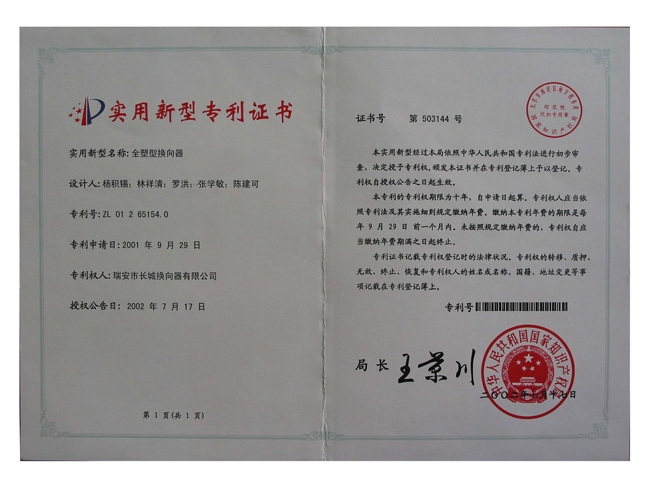 实用新型专利证书
实用新型名称: 全塑型换向器
设计人: 杨积锡; 林祥清; 罗洪; 张学敏; 陈建可
专利号: ZL 01 2 65154.0
专利申请日: 2001 年 9 月 29 日
专利权人: 瑞安市长城换向器有限公司
授权公告日: 2002 年 7 月 17 日
第 1 页(共 1 页)
证书号 第 503144 号
本实用新型经过本局依照中华人民共和国专利法进行初步审
查, 决定授予专利权, 颁发本证书并在专利登记簿上予以登记。专
利权自授权公告之日起生效。
本专利的专利权期限为十年, 自申请日起算。专利权人应当
依照专利法及其实施细则规定缴纳年费。缴纳本专利年费的期限是每
年 9 月 29 日 前一个月内。未按照规定缴纳年费的, 专利权自应
当缴纳年费期满之日起终止。
专利证书记载专利权登记时的法律状况。专利权的转移、质押、
无效、终止、恢复和专利权人的姓名或名称、国籍、地址变更等事
项记载在专利登记簿上。
专利号
局长 王景川
中华人民共和国国家知识产权局
二〇〇二年七月十七日